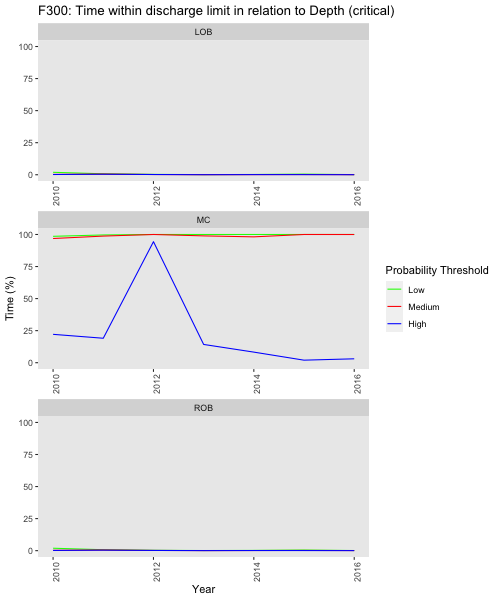 F300: Time within discharge limit in relation to Depth (critical)
LOB
100
75
50
25
0
2010
2012
2014
2016
MC
100
75
50
25
0
2010
2012
2014
2016
Time (%)
Probability Threshold
Low
Medium
High
ROB
100
75
50
25
0
2010
2012
2014
2016
Year